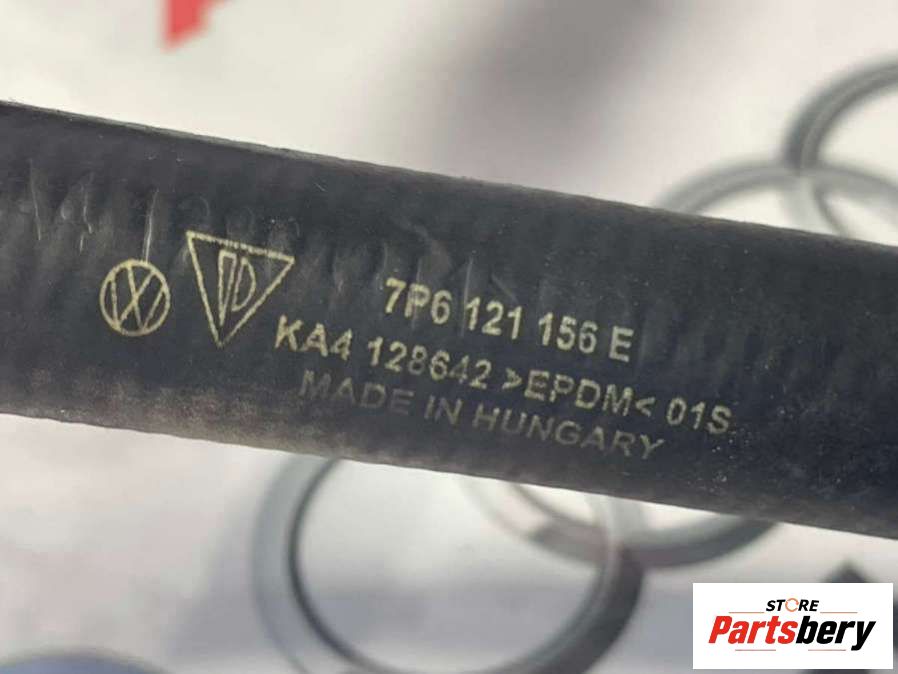 7P6 121 156 E
KA4 128642 >EPDM< 01S
MADE IN HUNGARY
STORE
Partsbery